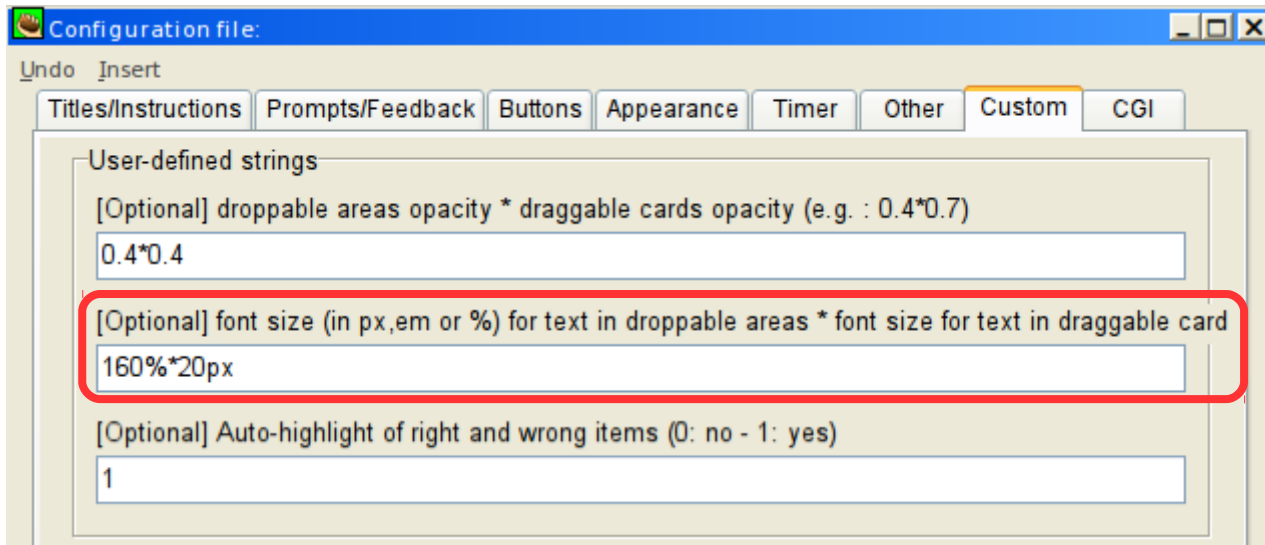 Configuration file:
Undo Insert
Titles/Instructions Prompts/Feedback Buttons Appearance Timer Other Custom CGI
User-defined strings
[Optional] droppable areas opacity * draggable cards opacity (e.g. : 0.4*0.7)
0.4*0.4
[Optional] font size (in px,em or %) for text in droppable areas * font size for text in draggable card
160%*20px
[Optional] Auto-highlight of right and wrong items (0: no - 1: yes)
1